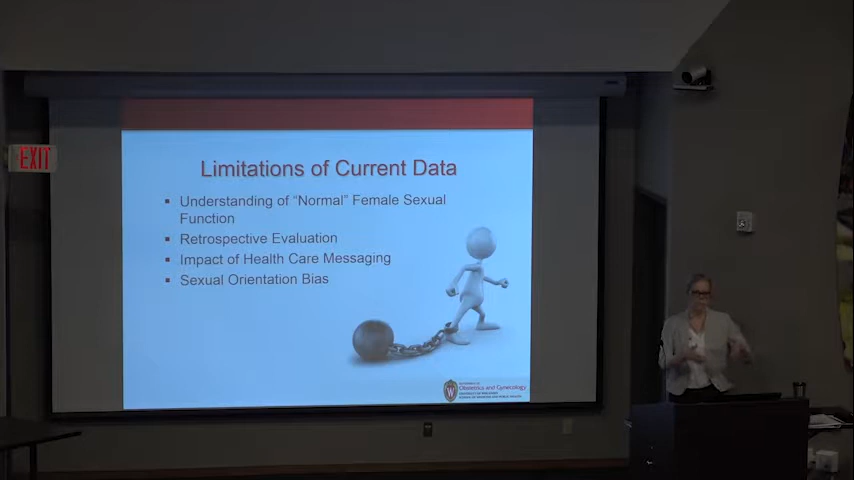 EXIT
Limitations of Current Data
Understanding of “Normal” Female Sexual
Function
Retrospective Evaluation
Impact of Health Care Messaging
Sexual Orientation Bias
W
Obstetrics and Gynecology